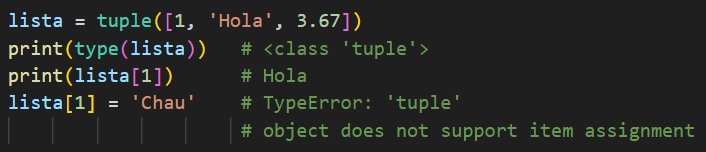 lista = tuple([1, 'Hola', 3.67])
print(type(lista))   # <class 'tuple'>
print(lista[1])      # Hola
lista[1] = 'Chau'    # TypeError: 'tuple'
                     # object does not support item assignment